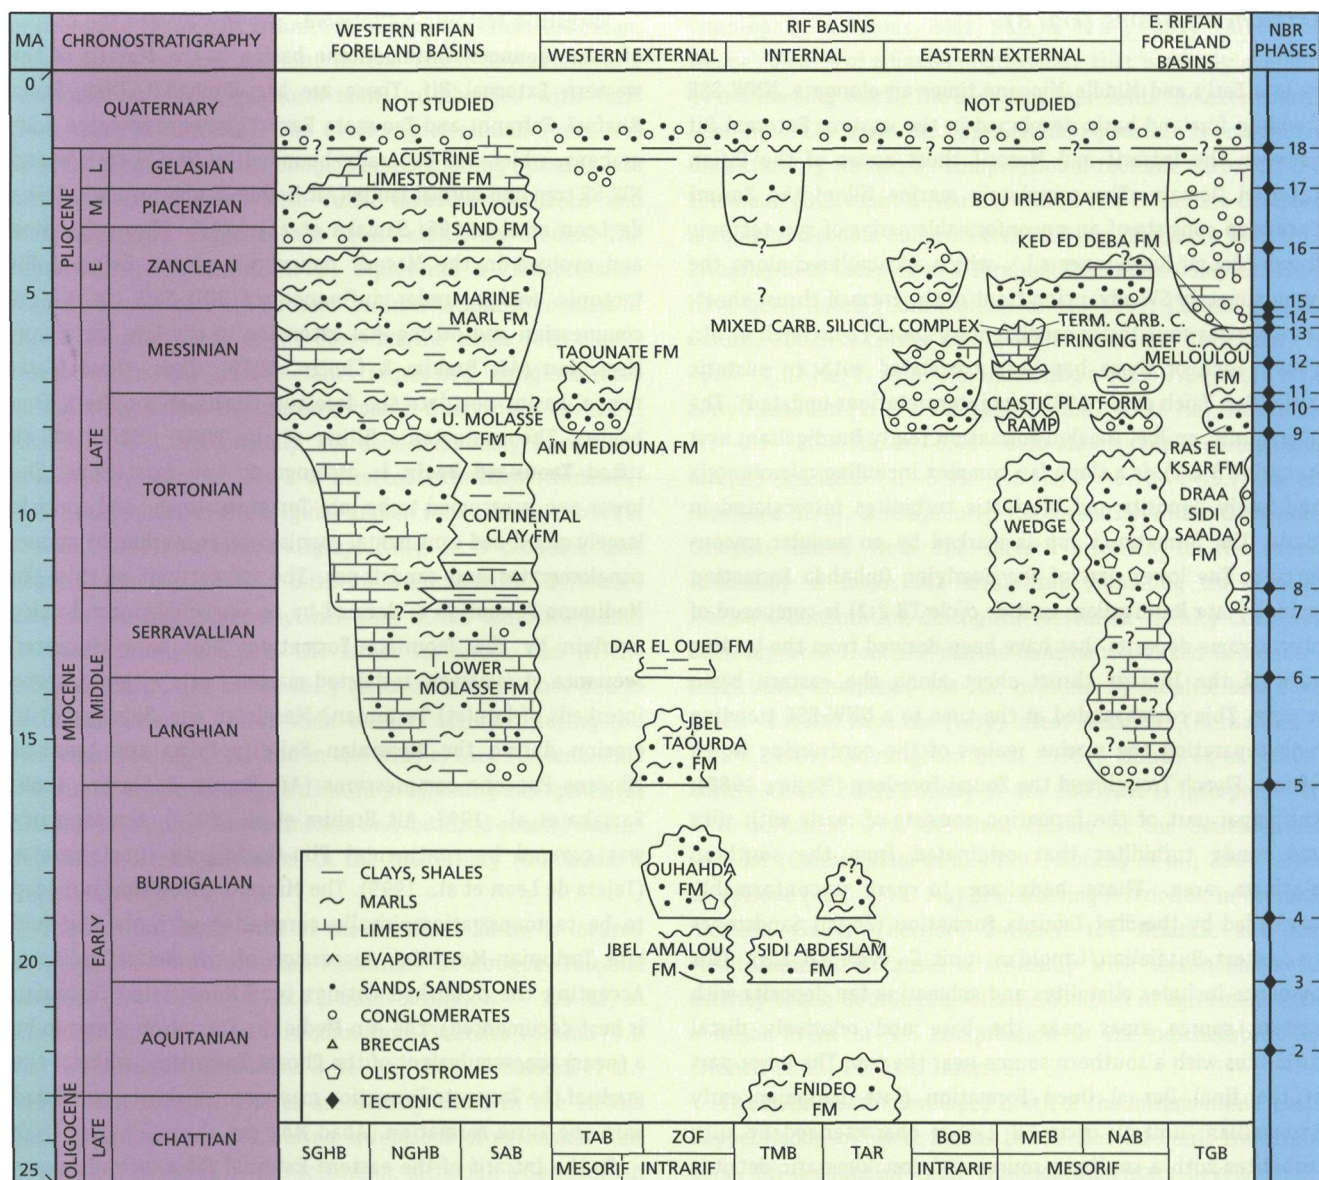 MA
CHRONOSTRATIGRAPHY
WESTERN RIFIAN
FORELAND BASINS
RIF BASINS
WESTERN EXTERNAL
INTERNAL
EASTERN EXTERNAL
E. RIFIAN
FORELAND
BASINS
NBR
PHASES
0
5
10
15
20
25
PLIOCENE
MIOCENE
OLIGOCENE
L
M
E
LATE
MIDDLE
EARLY
LATE
QUATERNARY
GELASIAN
PIACENZIAN
ZANCLEAN
MESSINIAN
TORTONIAN
SERRAVALLIAN
LANGHIAN
BURDIGALIAN
AQUITANIAN
CHATTIAN
NOT STUDIED
NOT STUDIED
? ? ? ? ? ?
LACUSTRINE
LIMESTONE FM
FULVOUS
SAND FM
MARINE
MARL FM
?
U. MOLASSE
FM
?
CONTINENTAL
CLAY FM
?
LOWER
MOLASSE FM
TAOUNATE FM
AÏN MEDIOUNA FM
DAR EL OUED FM
JBEL
TAOURDA
FM
OUHAHDA
FM
JBEL AMALOU
FM
SIDI ABDESLAM
FM
FNIDEQ
FM
?
?
?
BOU IRHARDAIENE FM
KED ED DEBA FM
?
?
TERM. CARB. C.
MIXED CARB. SILICICL. COMPLEX
FRINGING REEF
MELLOULOU
FM
CLASTIC PLATFORM
RAMP
RAS EL
KSAR FM
DRAA
SIDI
SAADA
FM
CLASTIC
WEDGE
?
?
?
?
?
?
?
18
17
16
15
14
13
12
11
10
9
8
7
6
5
4
3
2
CLAYS, SHALES
MARLS
LIMESTONES
EVAPORITES
SANDS, SANDSTONES
CONGLOMERATES
BRECCIAS
OLISTOSTROMES
TECTONIC EVENT
SGHB
NGHB
SAB
TAB
ZOF
TMB
TAR
BOB
MEB
NAB
TGB
MESORIF
INTRARIF
INTRARIF
MESORIF